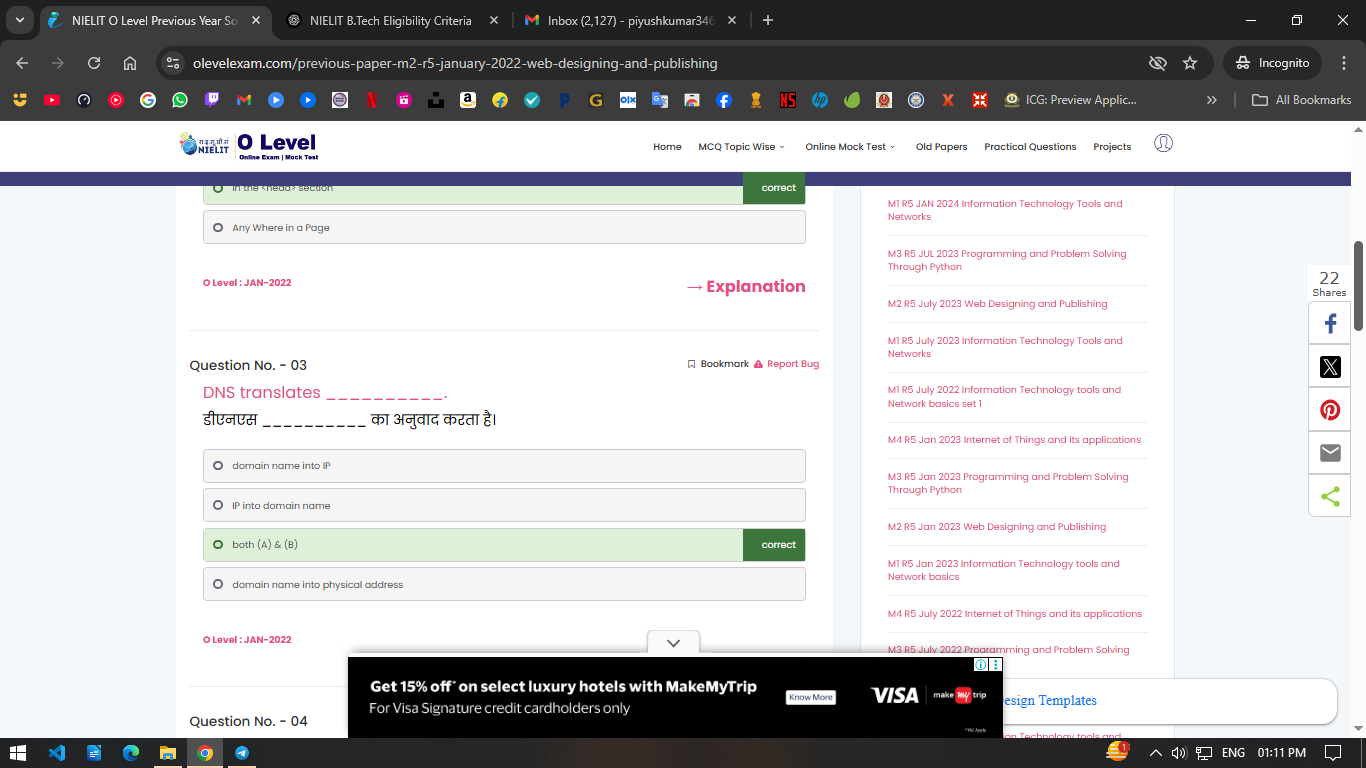 NIELIT O Level Previous Year So
NIELIT B.Tech Eligibility Criteria
Inbox (2,127) - piyushkumar346
olevelexam.com/previous-paper-m2-r5-january-2022-web-designing-and-publishing
Incognito
ICG: Preview Applic...
All Bookmarks
रा.इ.सू.प्रौ.सं
NIELIT
O Level
Online Exam | Mock Test
Home
MCQ Topic Wise
Online Mock Test
Old Papers
Practical Questions
Projects
In the <head> section
correct
Any Where in a Page
O Level : JAN-2022
→ Explanation
Question No. - 03
Bookmark
Report Bug
DNS translates __________.
डीएनएस __________ का अनुवाद करता है।
domain name into IP
IP into domain name
both (A) & (B)
correct
domain name into physical address
O Level : JAN-2022
Question No. - 04
M1 R5 JAN 2024 Information Technology Tools and
Networks
M3 R5 JUL 2023 Programming and Problem Solving
Through Python
M2 R5 July 2023 Web Designing and Publishing
M1 R5 July 2023 Information Technology Tools and
Networks
M1 R5 July 2022 Information Technology tools and
Network basics set 1
M4 R5 Jan 2023 Internet of Things and its applications
M3 R5 Jan 2023 Programming and Problem Solving
Through Python
M2 R5 Jan 2023 Web Designing and Publishing
M1 R5 Jan 2023 Information Technology tools and
Network basics
M4 R5 July 2022 Internet of Things and its applications
M3 R5 July 2022 Programming and Problem Solving
esign Templates
on Technology tools and
22
Shares
Get 15% off* on select luxury hotels with MakeMyTrip
For Visa Signature credit cardholders only
Know More
VISA
make my trip
*T&C Apply
ENG
01:11 PM
1